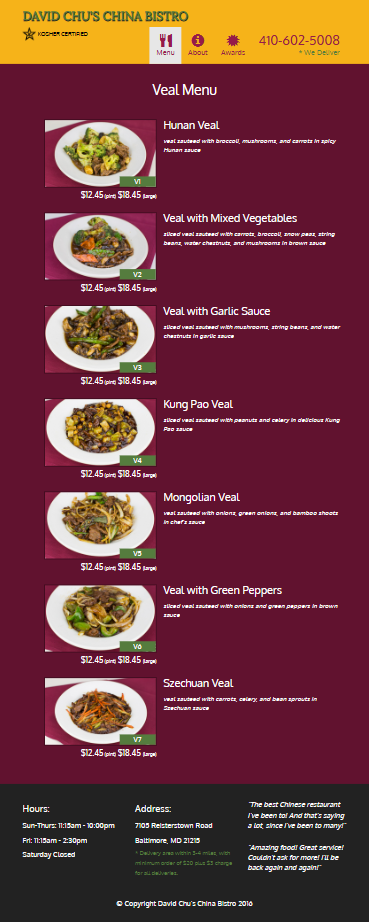 DAVID CHU'S CHINA BISTRO
KOSHER CERTIFIED
Menu
About
Awards
410-602-5008
* We Deliver
Veal Menu
Hunan Veal
veal sauteed with broccoli, mushrooms, and carrots in spicy
Hunan sauce
V1
$12.45 (pint) $18.45 (large)
Veal with Mixed Vegetables
sliced veal sauteed with carrots, broccoli, snow peas, string
beans, water chestnuts, and mushrooms in brown sauce
V2
$12.45 (pint) $18.45 (large)
Veal with Garlic Sauce
sliced veal sauteed with mushrooms, string beans, and water
chestnuts in garlic sauce
V3
$12.45 (pint) $18.45 (large)
Kung Pao Veal
sliced veal sauteed with peanuts and celery in delicious Kung
Pao sauce
V4
$12.45 (pint) $18.45 (large)
Mongolian Veal
veal sauteed with onions, green onions, and bamboo shoots
in chef's sauce
V5
$12.45 (pint) $18.45 (large)
Veal with Green Peppers
sliced veal sauteed with onions and green peppers in brown
sauce
V6
$12.45 (pint) $18.45 (large)
Szechuan Veal
veal sauteed with carrots, celery, and bean sprouts in
Szechuan sauce
V7
$12.45 (pint) $18.45 (large)
Hours:
Sun-Thurs: 11:15am - 10:00pm
Fri: 11:15am - 2:30pm
Saturday Closed
Address:
7105 Reisterstown Road
Baltimore, MD 21215
* Delivery area within 3-4 miles, with
minimum order of $20 plus $3 charge
for all deliveries.
"The best Chinese restaurant
I've been to! And that's saying
a lot, since I've been to many!"
"Amazing food! Great service!
Couldn't ask for more! I'll be
back again and again!"
© Copyright David Chu's China Bistro 2016